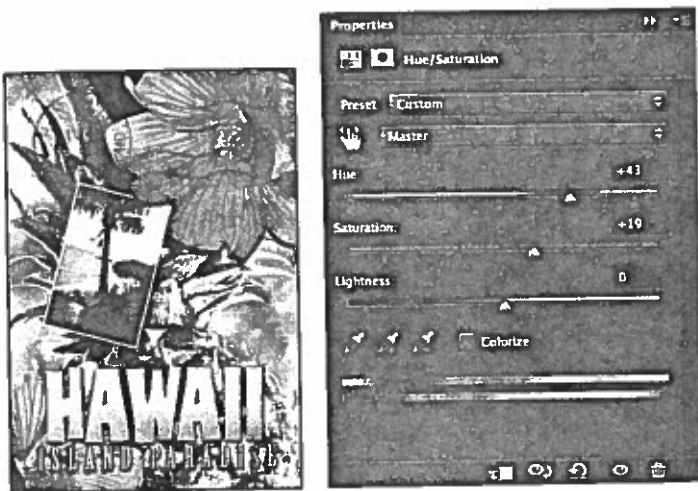 HAWAII
ISLAND PARADISE
Properties
Hue/Saturation
Preset: Custom
Master
Hue: +43
Saturation: +19
Lightness: 0
Colorize